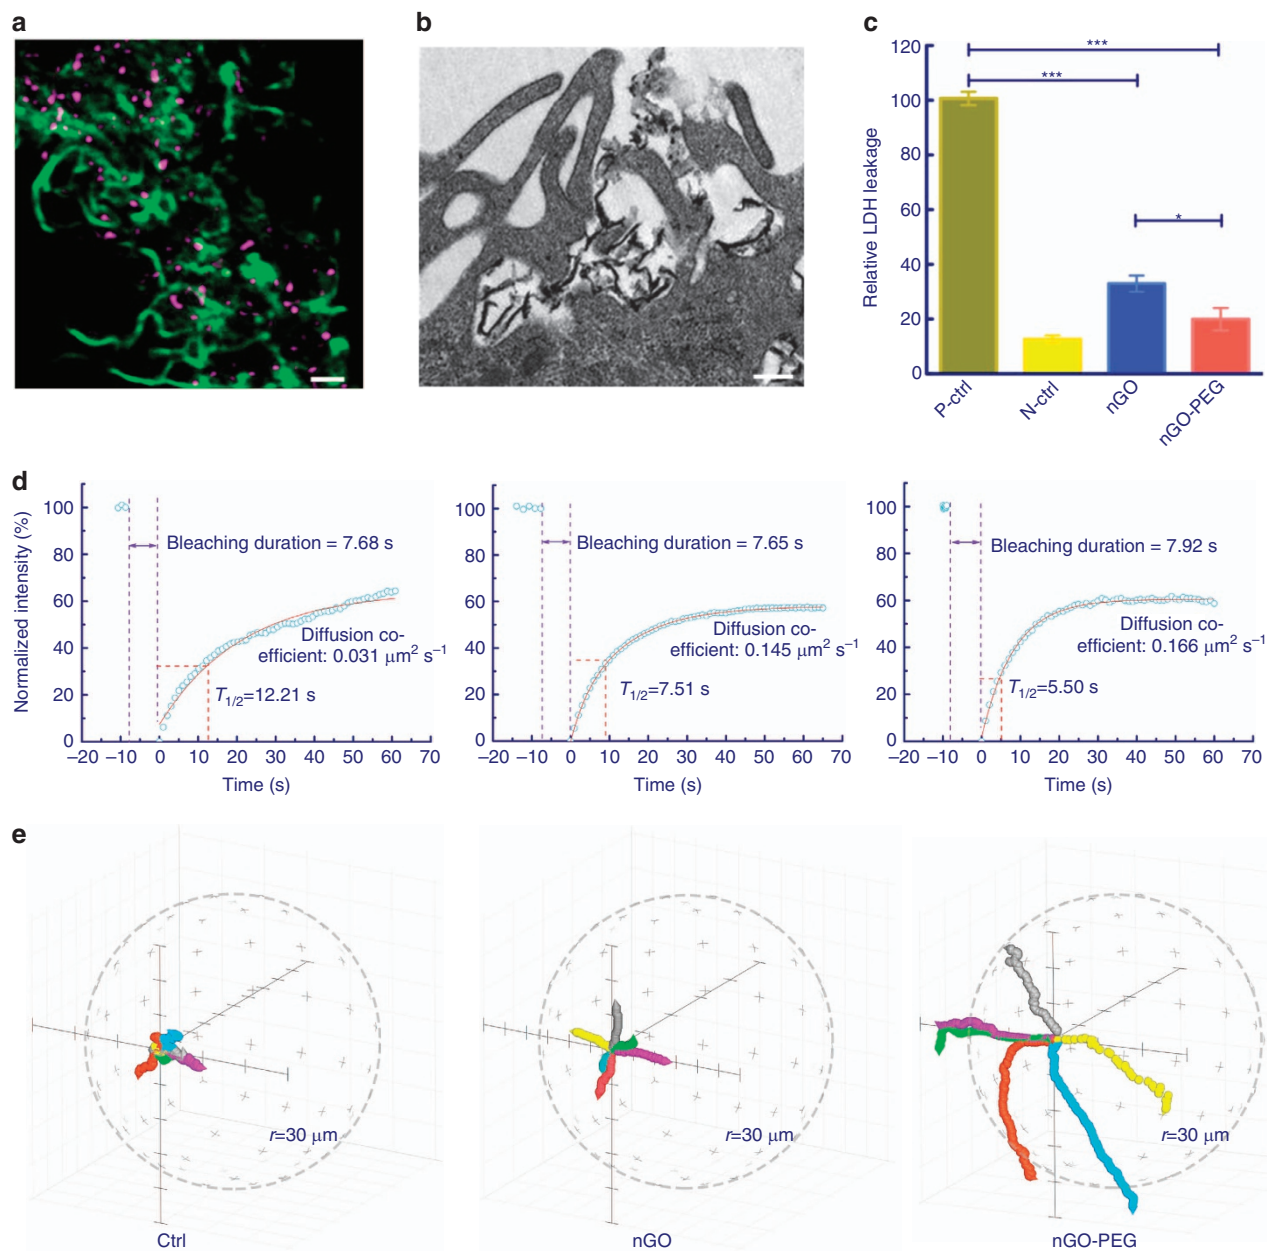 a
b
c
120
100
80
60
40
20
0
Relative LDH leakage
***
***
*
P-ctrl
N-ctrl
nGO
nGO-PEG
d
Normalized intensity (%)
100
80
60
40
20
0
Bleaching duration = 7.68 s
Diffusion co-
efficient: 0.031 μm² s⁻¹
T1/2=12.21 s
–20 –10 0 10 20 30 40 50 60 70
Time (s)
100
80
60
40
20
0
Bleaching duration = 7.65 s
Diffusion co-
efficient: 0.145 μm² s⁻¹
T1/2=7.51 s
–20 –10 0 10 20 30 40 50 60 70
Time (s)
100
80
60
40
20
0
Bleaching duration = 7.92 s
Diffusion co-
efficient: 0.166 μm² s⁻¹
T1/2=5.50 s
–20 –10 0 10 20 30 40 50 60 70
Time (s)
e
r=30 μm
Ctrl
r=30 μm
nGO
r=30 μm
nGO-PEG